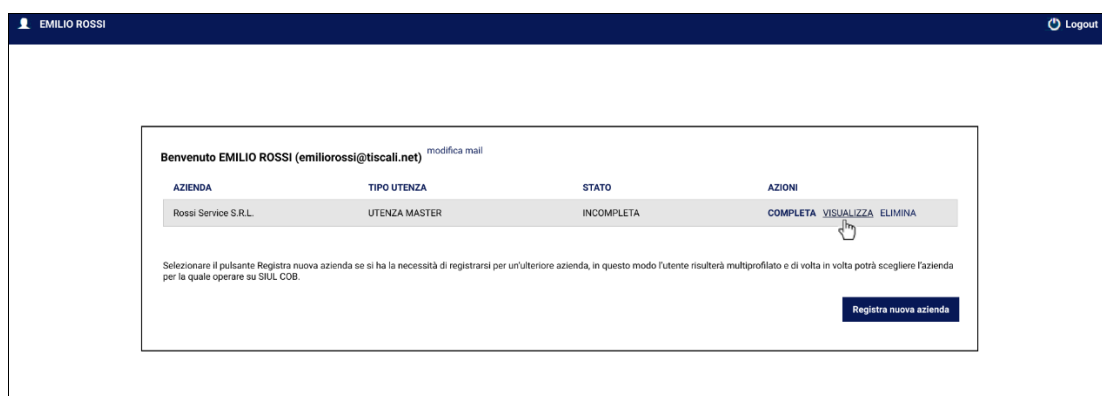 EMILIO ROSSI
Logout
Benvenuto EMILIO ROSSI (emiliorossi@tiscali.net) modifica mail
AZIENDA TIPO UTENZA STATO AZIONI
Rossi Service S.R.L. UTENZA MASTER INCOMPLETA COMPLETA VISUALIZZA ELIMINA
Selezionare il pulsante Registra nuova azienda se si ha la necessità di registrarsi per un'ulteriore azienda, in questo modo l'utente risulterà multiprofilato e di volta in volta potrà scegliere l'azienda
per la quale operare su SIUL COB.
Registra nuova azienda